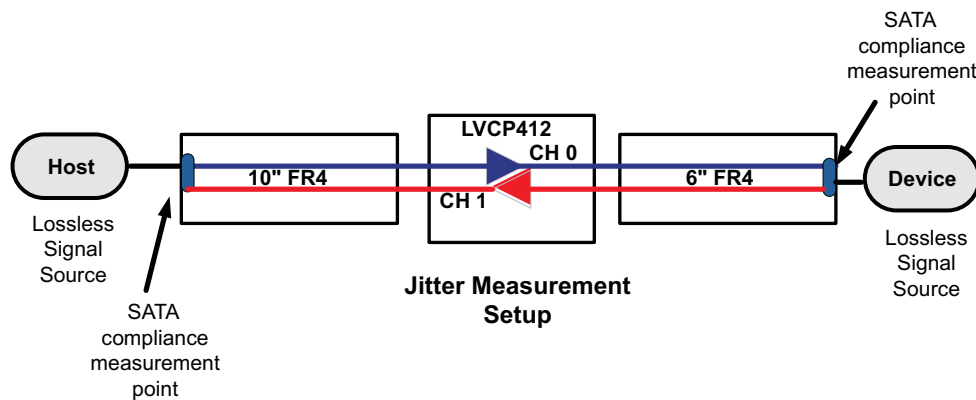 SATA
compliance
measurement
point
LVCP412
Host
10" FR4
CH 0
CH 1
6" FR4
Device
Lossless
Signal
Source
Lossless
Signal
Source
Jitter Measurement
Setup
SATA
compliance
measurement
point